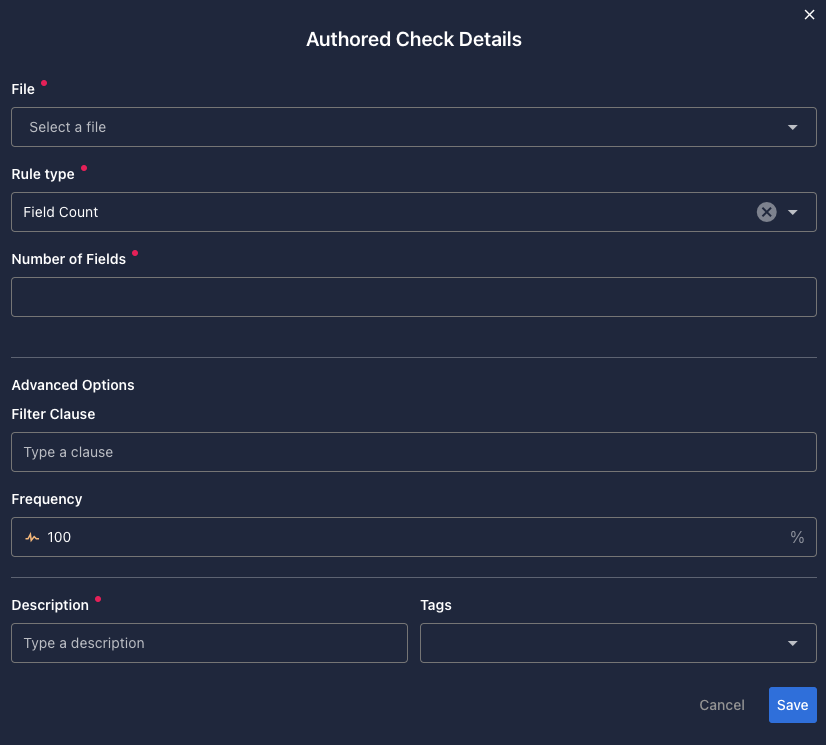 Authored Check Details
File
Select a file
Rule type
Field Count
Number of Fields
Advanced Options
Filter Clause
Type a clause
Frequency
100 %
Description Tags
Type a description
Cancel Save